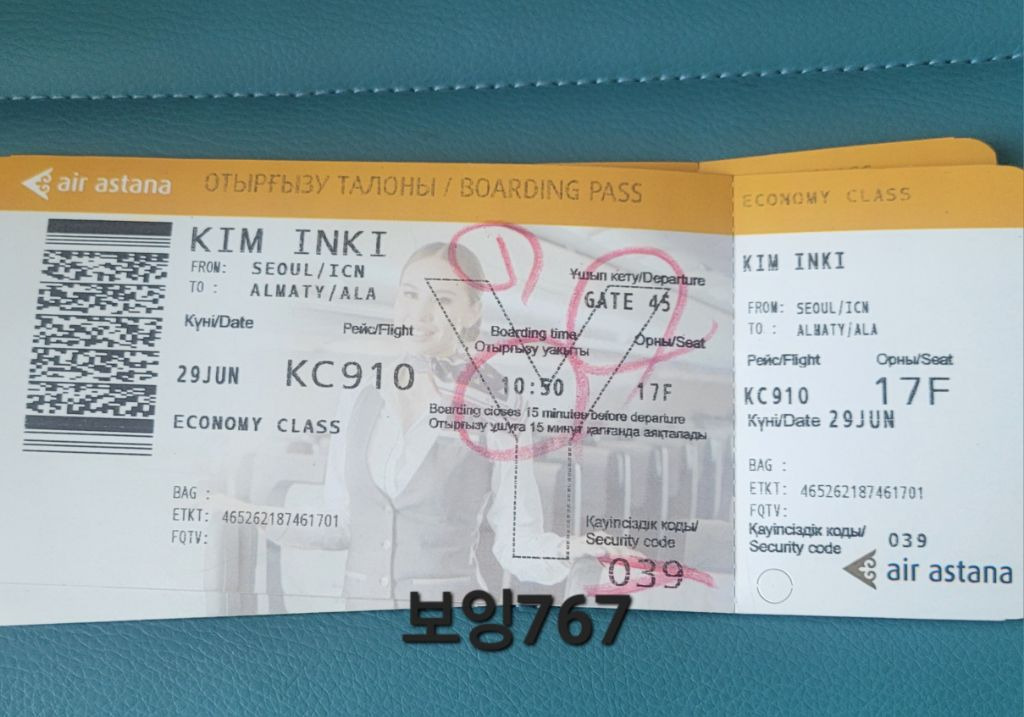 air astana
ОТЫРҒЫЗУ ТАЛОНЫ / BOARDING PASS
KIM INKI
FROM: SEOUL/ICN
TO : ALMATY/ALA
Күні/Date
Рейс/Flight
29JUN
KC910
ECONOMY CLASS
Ұшып кету/Departure
GATE 45
Boarding time
Отырғызу уақыты
Орны/Seat
10:50
17F
Boarding closes 15 minutes before departure
Отырғызу ұшуға 15 минут қалғанда аяқталады
BAG :
ETKT: 465262187461701
FQTV:
Қауіпсіздік коды/
Security code
039
ECONOMY CLASS
KIM INKI
FROM: SEOUL/ICN
TO : ALMATY/ALA
Рейс/Flight
Орны/Seat
KC910
17F
Күні/Date 29JUN
BAG :
ETKT: 465262187461701
FQTV:
Қауіпсіздік коды/
Security code
039
air astana
보잉767